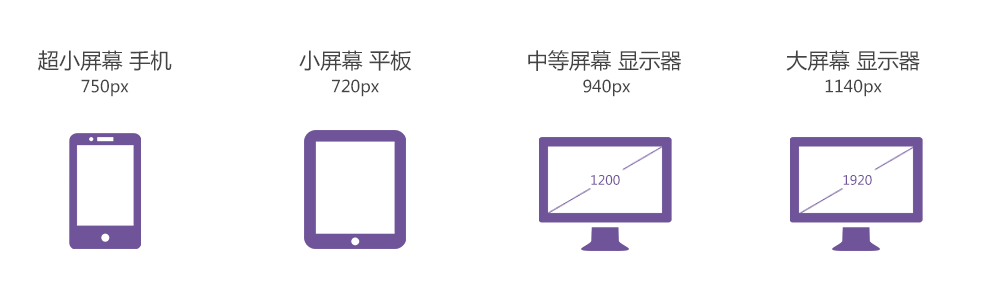 超小屏幕 手机
750px
小屏幕 平板
720px
中等屏幕 显示器
940px
大屏幕 显示器
1140px
1200
1920